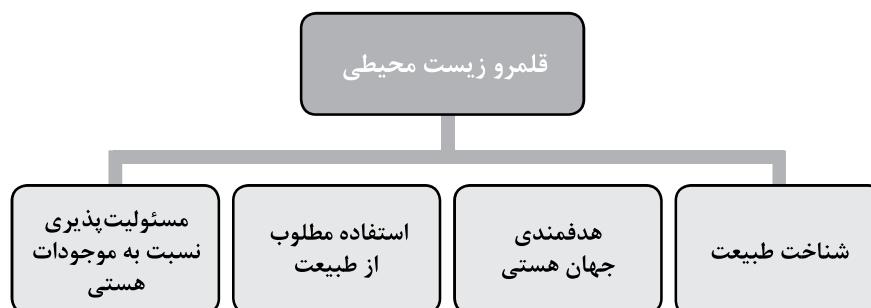 قلمرو زیست محیطی
شناخت طبیعت
هدفمندی
جهان هستی
استفاده مطلوب
از طبیعت
مسئولیت‌پذیری
نسبت به موجودات
هستی